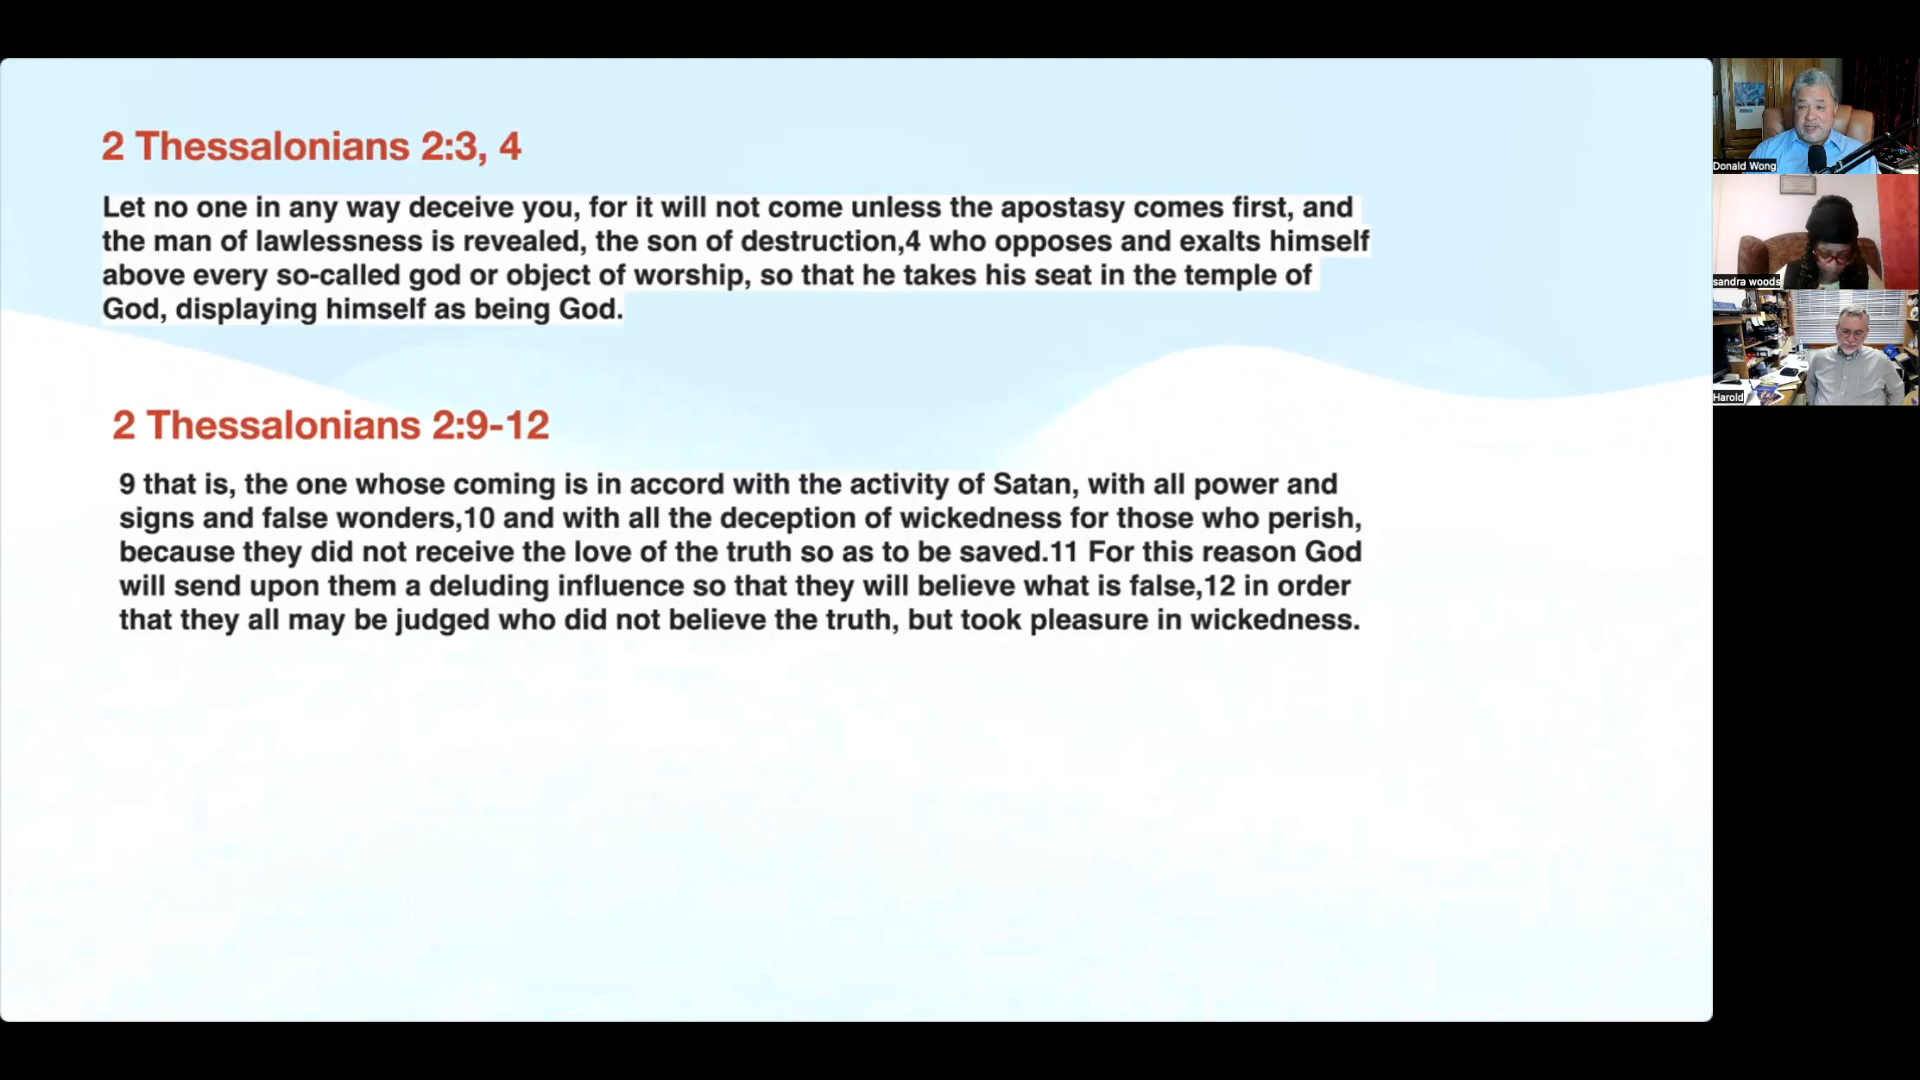 2 Thessalonians 2:3, 4
Let no one in any way deceive you, for it will not come unless the apostasy comes first, and
the man of lawlessness is revealed, the son of destruction,4 who opposes and exalts himself
above every so-called god or object of worship, so that he takes his seat in the temple of
God, displaying himself as being God.
2 Thessalonians 2:9-12
9 that is, the one whose coming is in accord with the activity of Satan, with all power and
signs and false wonders,10 and with all the deception of wickedness for those who perish,
because they did not receive the love of the truth so as to be saved.11 For this reason God
will send upon them a deluding influence so that they will believe what is false,12 in order
that they all may be judged who did not believe the truth, but took pleasure in wickedness.
Donald Wong
sandra woods
Harold